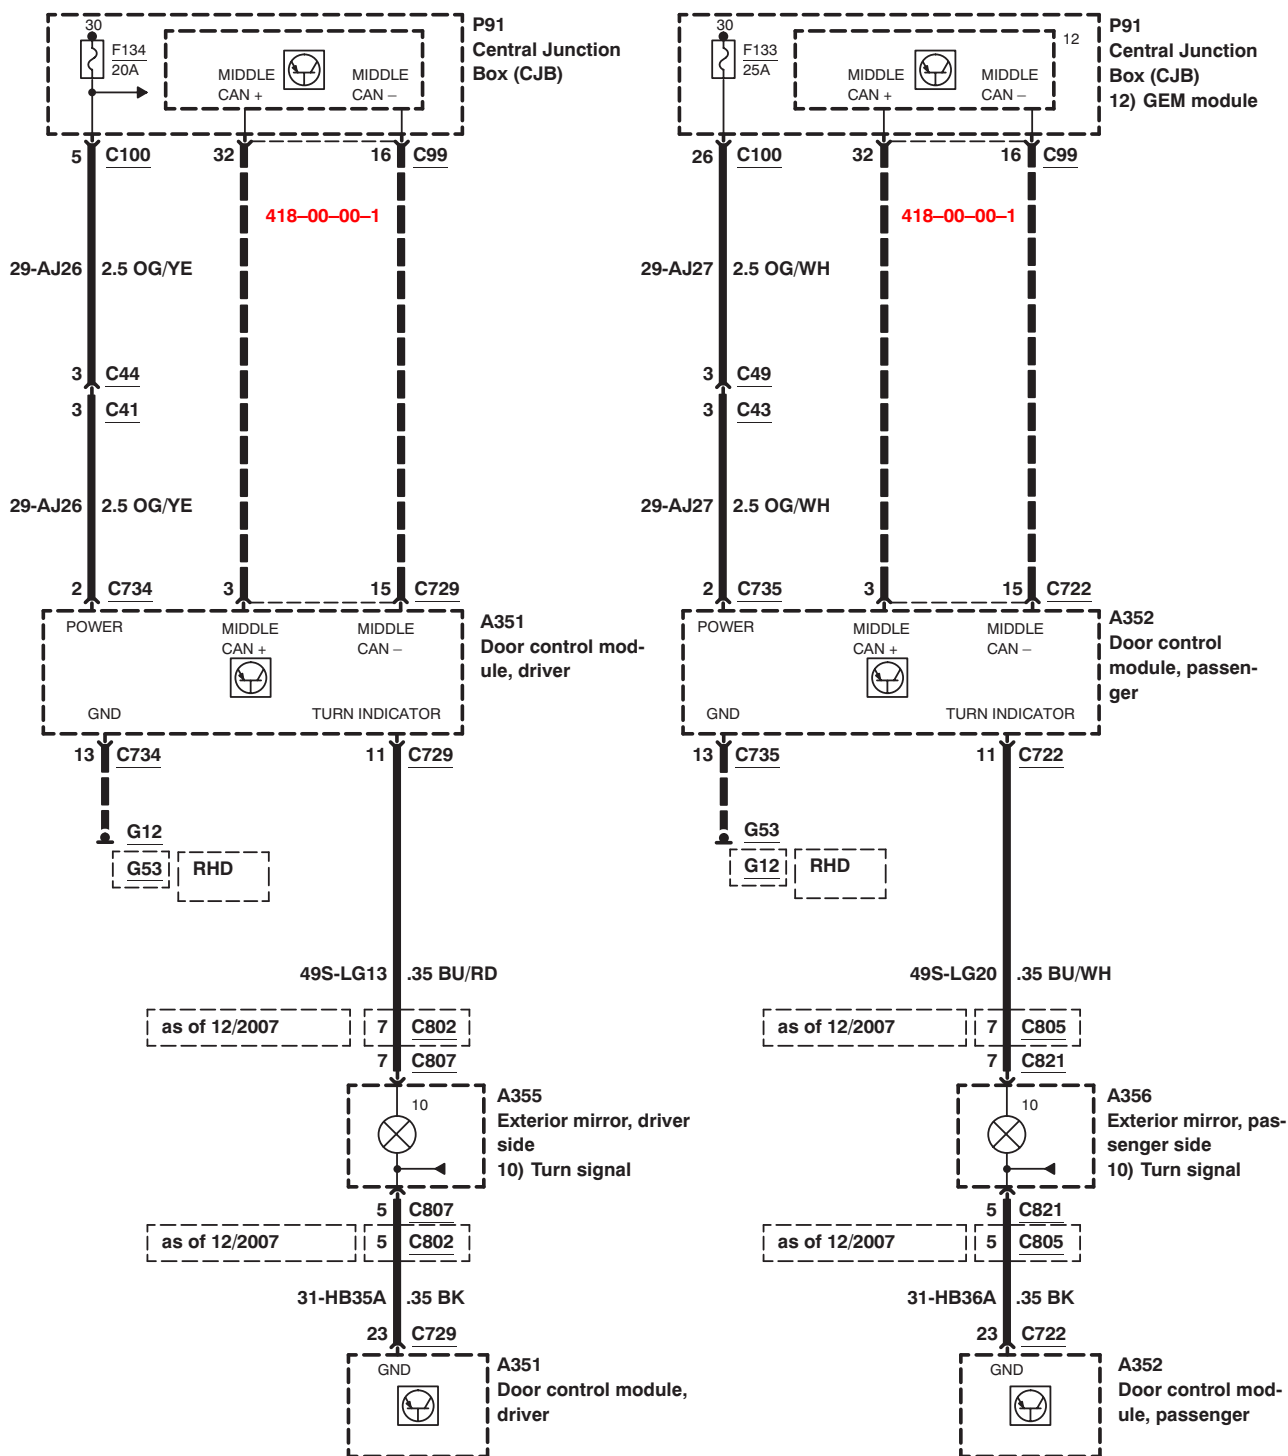 30
F134
20A
MIDDLE
CAN +
MIDDLE
CAN –
P91
Central Junction
Box (CJB)
5
C100
32
16
C99
418–00–00–1
29-AJ26
2.5 OG/YE
3
C44
3
C41
29-AJ26
2.5 OG/YE
2
C734
3
15
C729
POWER
MIDDLE
CAN +
MIDDLE
CAN –
GND
TURN INDICATOR
A351
Door control mod-
ule, driver
13
C734
11
C729
G12
G53
RHD
49S-LG13
.35 BU/RD
as of 12/2007
7
C802
7
C807
10
A355
Exterior mirror, driver
side
10) Turn signal
5
C807
as of 12/2007
5
C802
31-HB35A
.35 BK
23
C729
GND
A351
Door control module,
driver
30
F133
25A
MIDDLE
CAN +
MIDDLE
CAN –
12
P91
Central Junction
Box (CJB)
12) GEM module
26
C100
32
16
C99
418–00–00–1
29-AJ27
2.5 OG/WH
3
C49
3
C43
29-AJ27
2.5 OG/WH
2
C735
3
15
C722
POWER
MIDDLE
CAN +
MIDDLE
CAN –
GND
TURN INDICATOR
A352
Door control
module, passen-
ger
13
C735
11
C722
G53
G12
RHD
49S-LG20
.35 BU/WH
as of 12/2007
7
C805
7
C821
10
A356
Exterior mirror, pas-
senger side
10) Turn signal
5
C821
as of 12/2007
5
C805
31-HB36A
.35 BK
23
C722
GND
A352
Door control mod-
ule, passenger